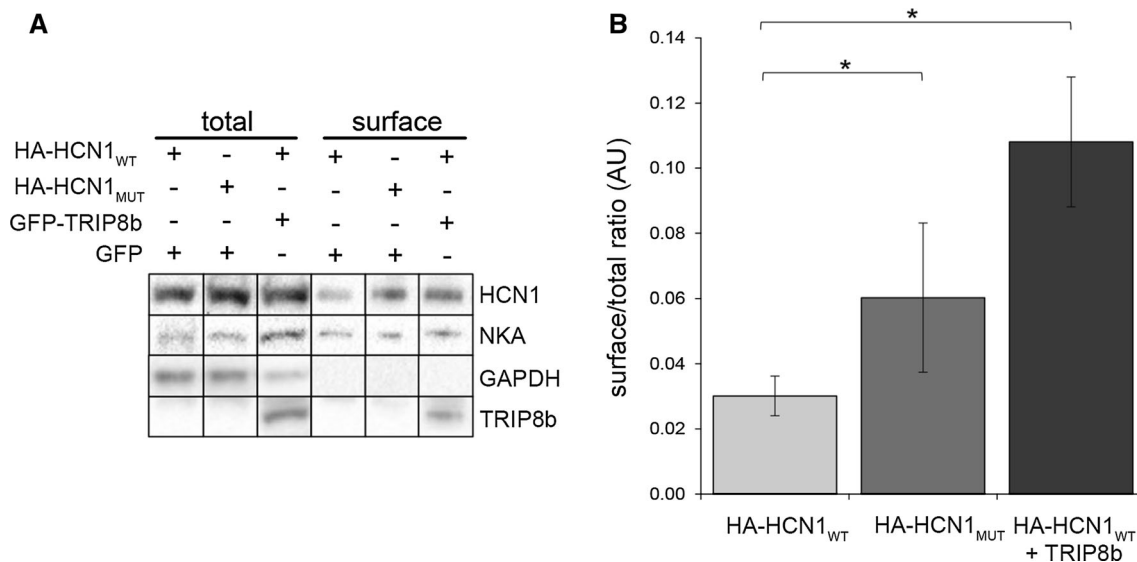 A
total surface
HA-HCN1WT + - + + - +
HA-HCN1MUT - + - - + -
GFP-TRIP8b - - + - - +
GFP + + - + + -
HCN1
NKA
GAPDH
TRIP8b
B
surface/total ratio (AU)
0.14
0.12
0.10
0.08
0.06
0.04
0.02
0.00
*
*
HA-HCN1WT HA-HCN1MUT HA-HCN1WT
+ TRIP8b